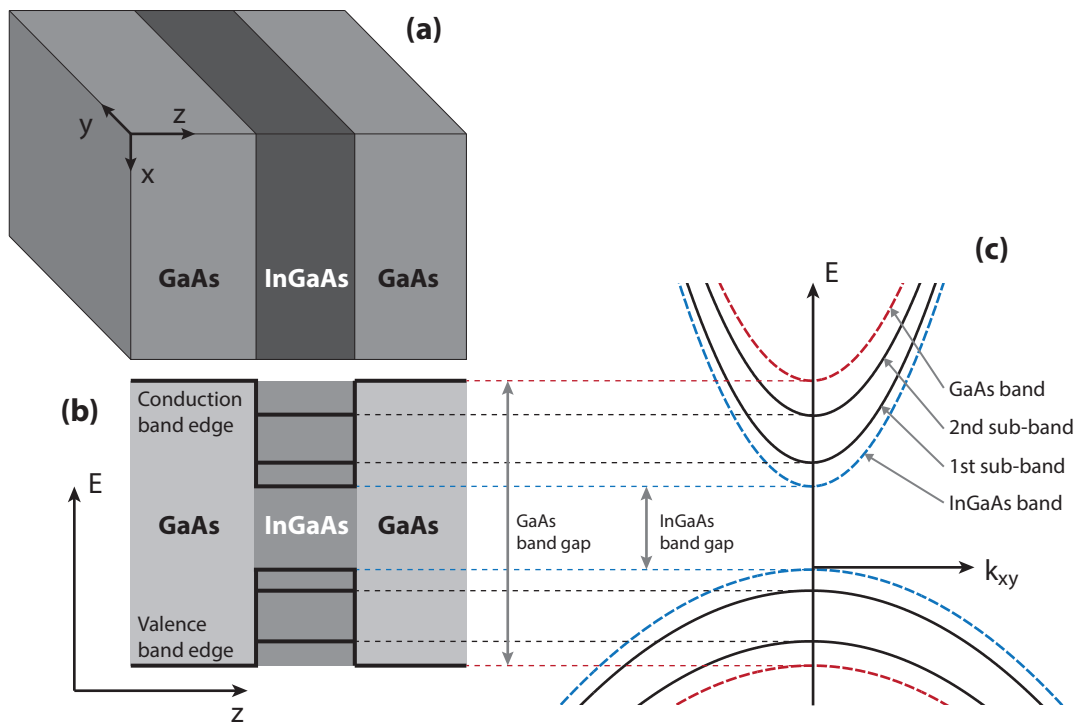 (a)
z
y
x
GaAs
InGaAs
GaAs
(b)
Conduction
band edge
E
GaAs
InGaAs
GaAs
Valence
band edge
z
GaAs
band gap
InGaAs
band gap
(c)
E
GaAs band
2nd sub-band
1st sub-band
InGaAs band
kxy